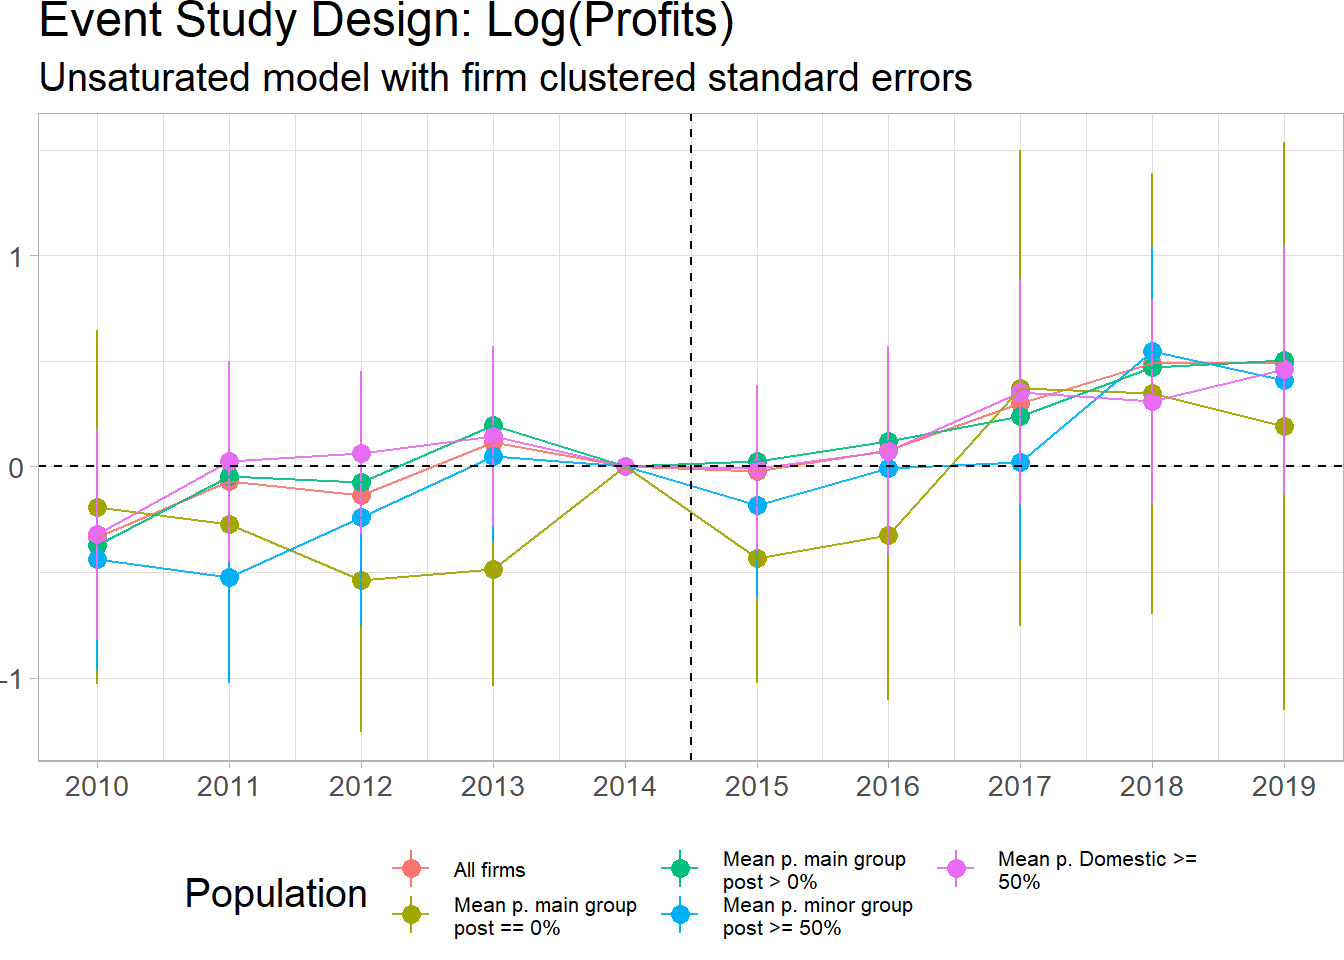 Event Study Design: Log(Profits)
Unsaturated model with firm clustered standard errors
1
0
-1
2010 2011 2012 2013 2014 2015 2016 2017 2018 2019
Population
All firms
Mean p. main group
post == 0%
Mean p. main group
post > 0%
Mean p. minor group
post >= 50%
Mean p. Domestic >=
50%